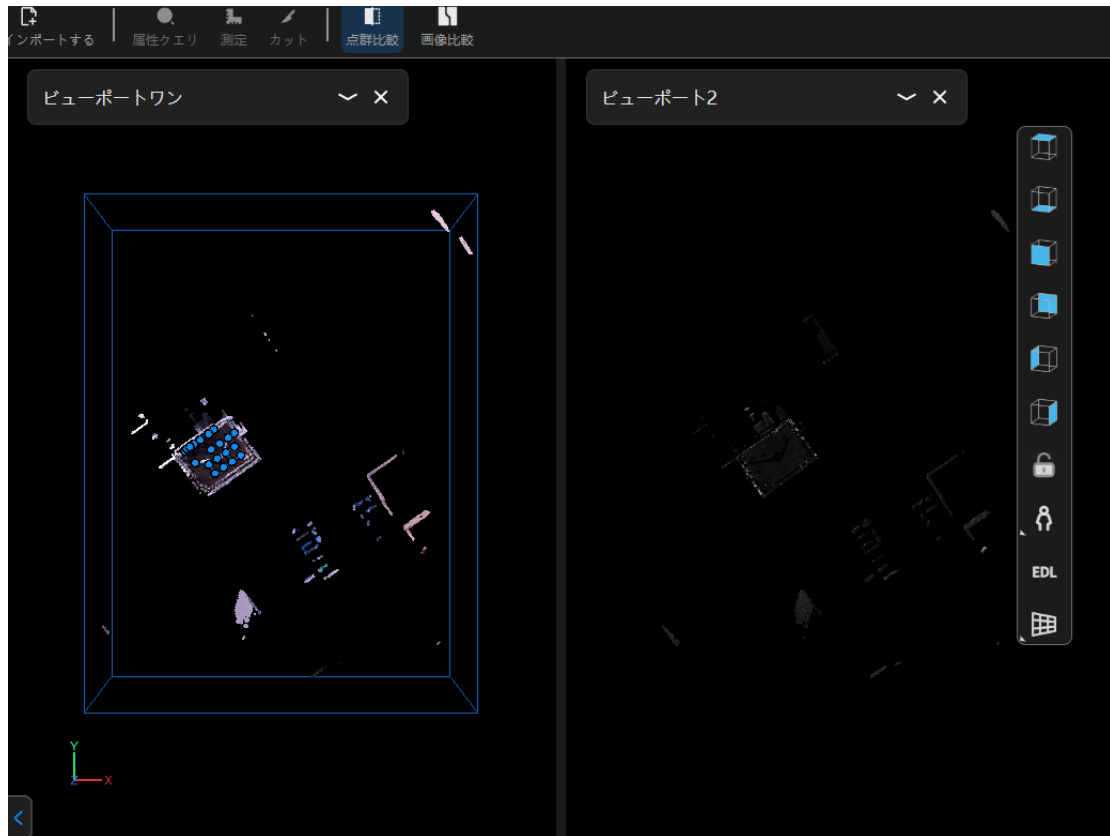 インポートする
属性クエリ
測定
カット
点群比較
画像比較
ビューポートワン
ビューポート2
EDL
Y
Z
X